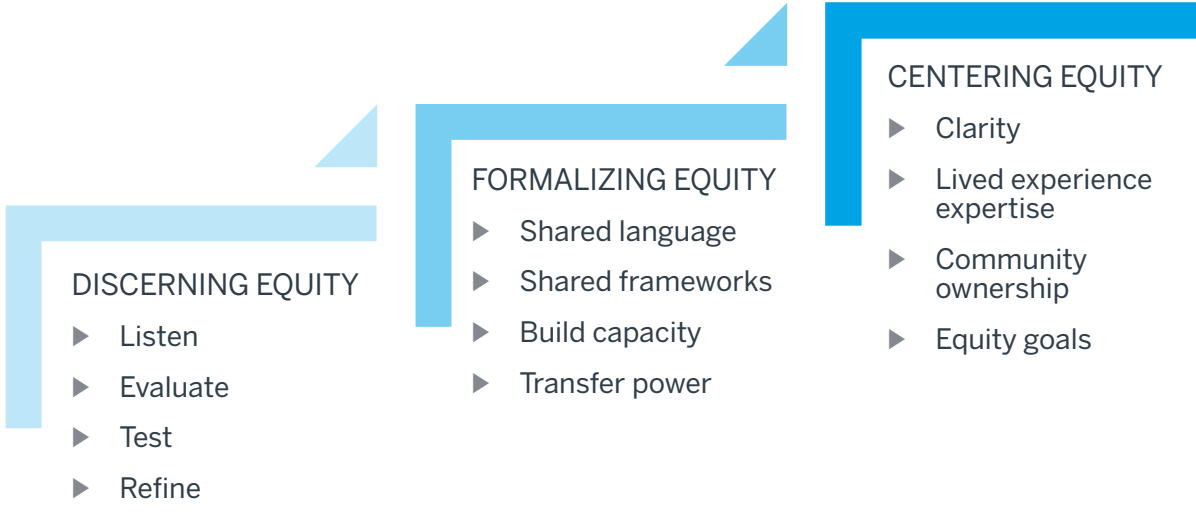 DISCERNING EQUITY
Listen
Evaluate
Test
Refine
FORMALIZING EQUITY
Shared language
Shared frameworks
Build capacity
Transfer power
CENTERING EQUITY
Clarity
Lived experience
expertise
Community
ownership
Equity goals